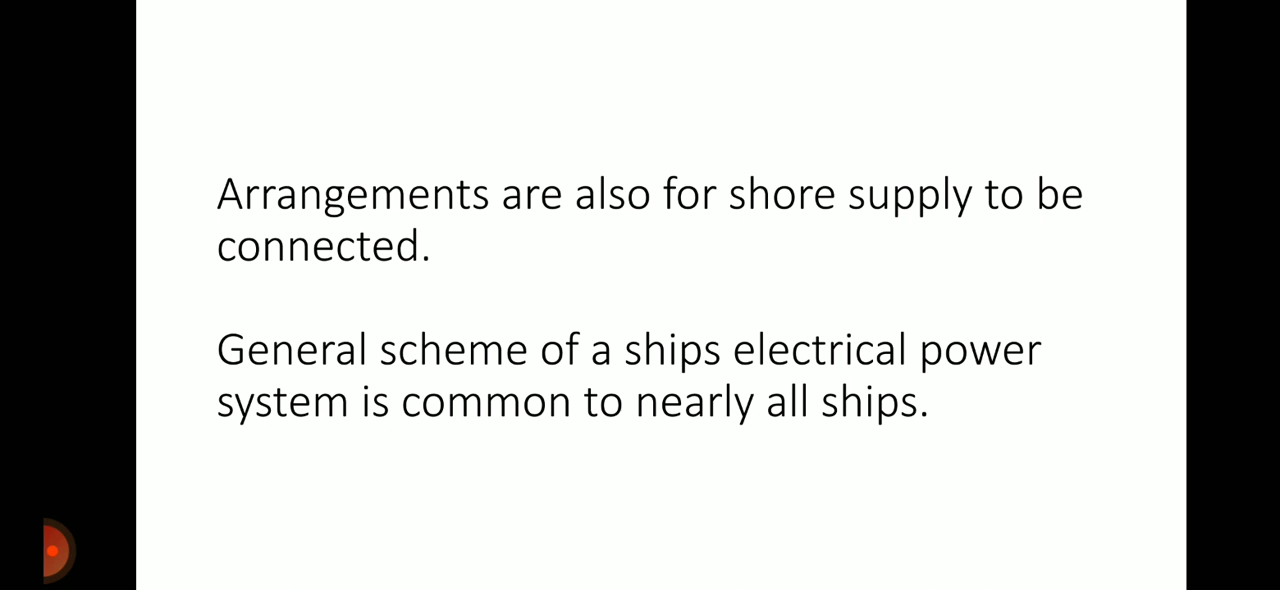 Arrangements are also for shore supply to be
connected.
General scheme of a ships electrical power
system is common to nearly all ships.